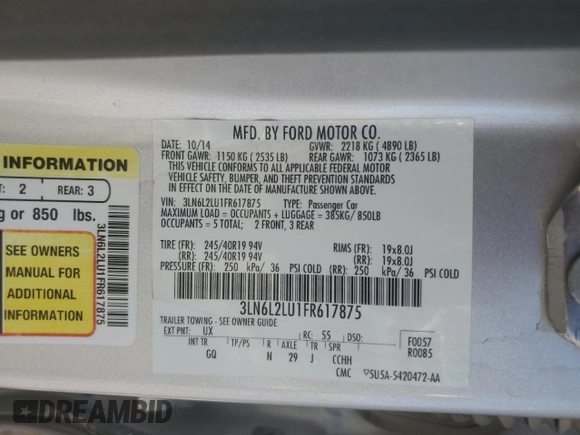 INFORMATION
T: 2 REAR: 3
g or 850 lbs.
SEE OWNERS
MANUAL FOR
ADDITIONAL
INFORMATION
3LN6L2LU1FR617875
MFD. BY FORD MOTOR CO.
DATE: 10/14 GVWR: 2218 KG ( 4890 LB)
FRONT GAWR: 1150 KG ( 2535 LB) REAR GAWR: 1073 KG ( 2365 LB)
THIS VEHICLE CONFORMS TO ALL APPLICABLE FEDERAL MOTOR
VEHICLE SAFETY, BUMPER, AND THEFT PREVENTION STANDARDS
IN EFFECT ON THE DATE OF MANUFACTURE SHOWN ABOVE.
VIN: 3LN6L2LU1FR617875 TYPE: Passenger Car
MAXIMUM LOAD = OCCUPANTS + LUGGAGE = 385KG/ 850LB
OCCUPANTS = 5 TOTAL; 2 FRONT, 3 REAR
TIRE (FR): 245/40R19 94V RIMS (FR): 19x8.0J
(RR): 245/40R19 94V (RR): 19x8.0J
PRESSURE (FR): 250 kPa/ 36 PSI COLD (RR): 250 kPa/ 36 PSI COLD
3LN6L2LU1FR617875
TRAILER TOWING - SEE OWNER GUIDE
EXT PNT: UX RC: 55 DSO: F0057
INT TR TP/PS R AXLE TR SPR R0085
GQ N 29 J CCHH
CMC ▽5U5A-5420472-AA
DREAMBID